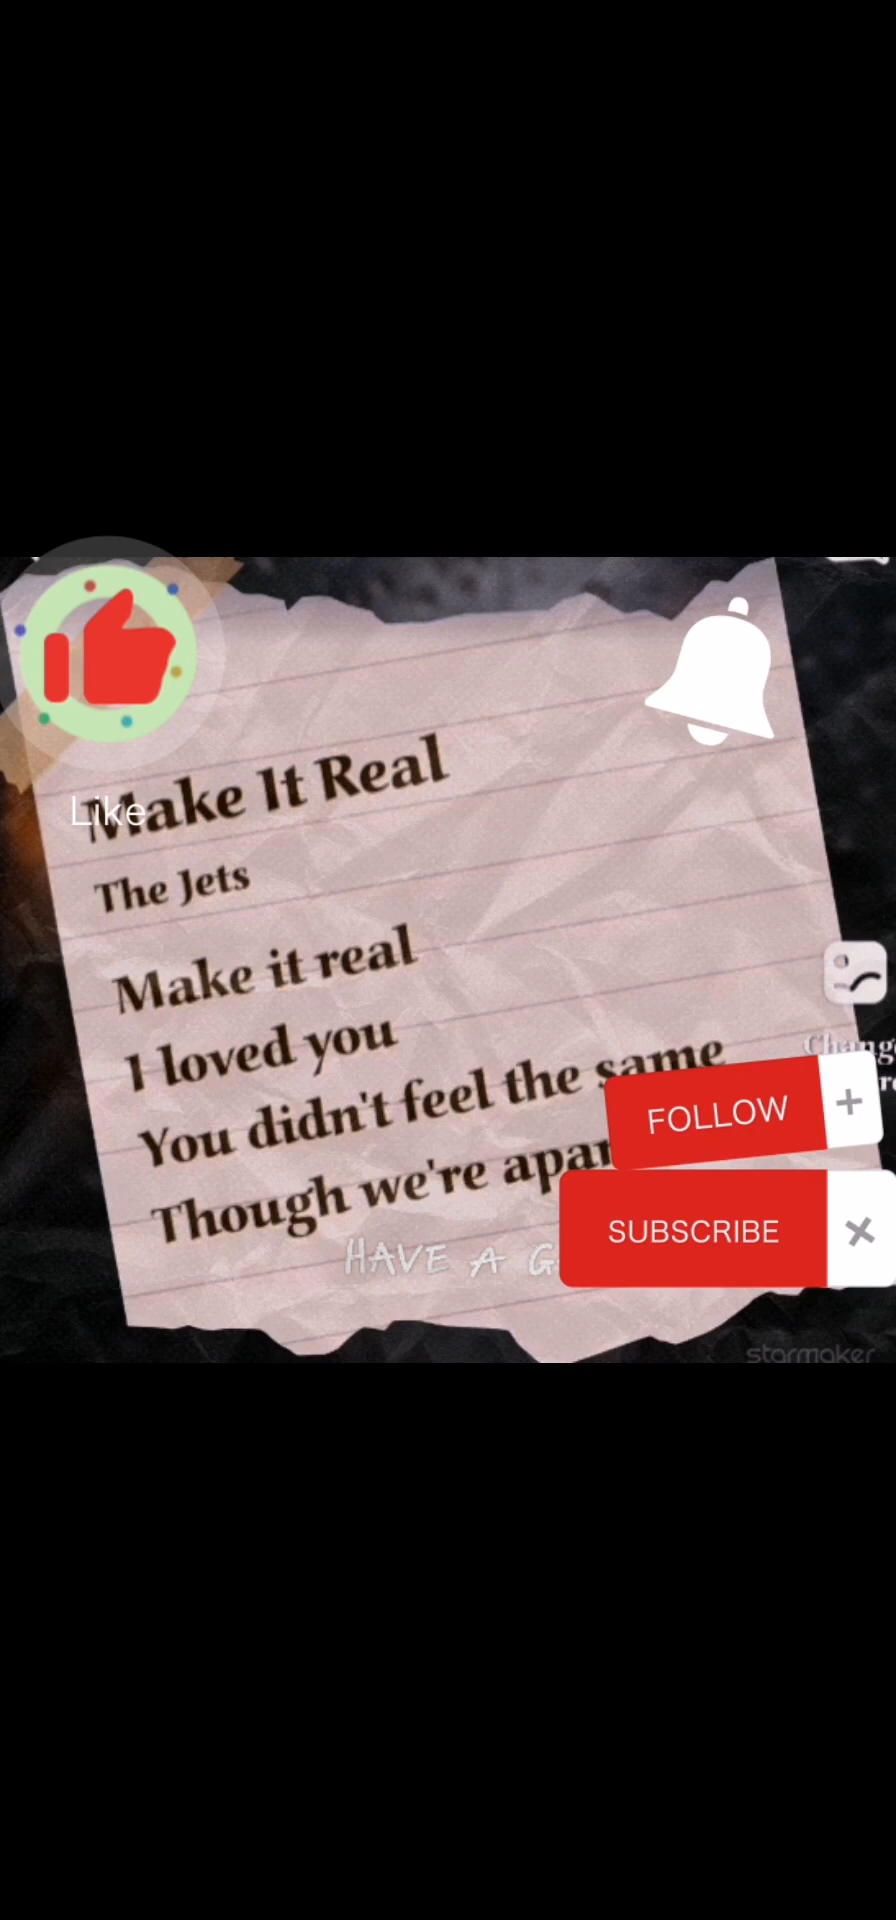 Make It Real
Like
The Jets
Make it real
I loved you
You didn't feel the same
Though we're
FOLLOW
SUBSCRIBE
HAVE A
starmaker